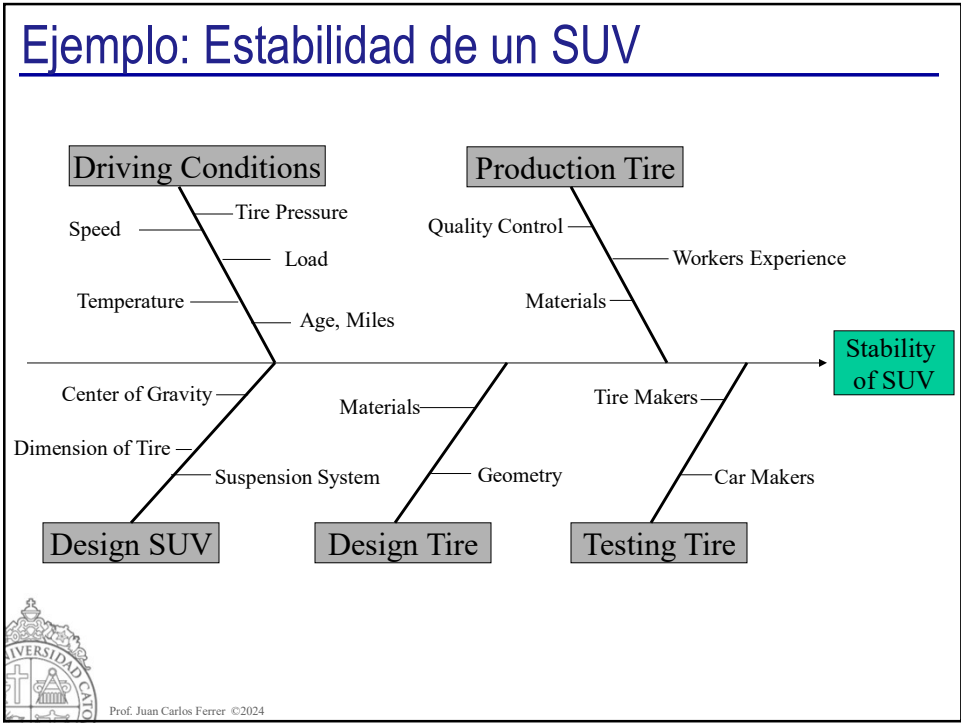 Ejemplo: Estabilidad de un SUV
Driving Conditions
Production Tire
Tire Pressure
Speed
Quality Control
Load
Workers Experience
Temperature
Materials
Age, Miles
Stability
of SUV
Center of Gravity
Materials
Tire Makers
Dimension of Tire
Suspension System
Geometry
Car Makers
Design SUV
Design Tire
Testing Tire
Prof. Juan Carlos Ferrer ©2024